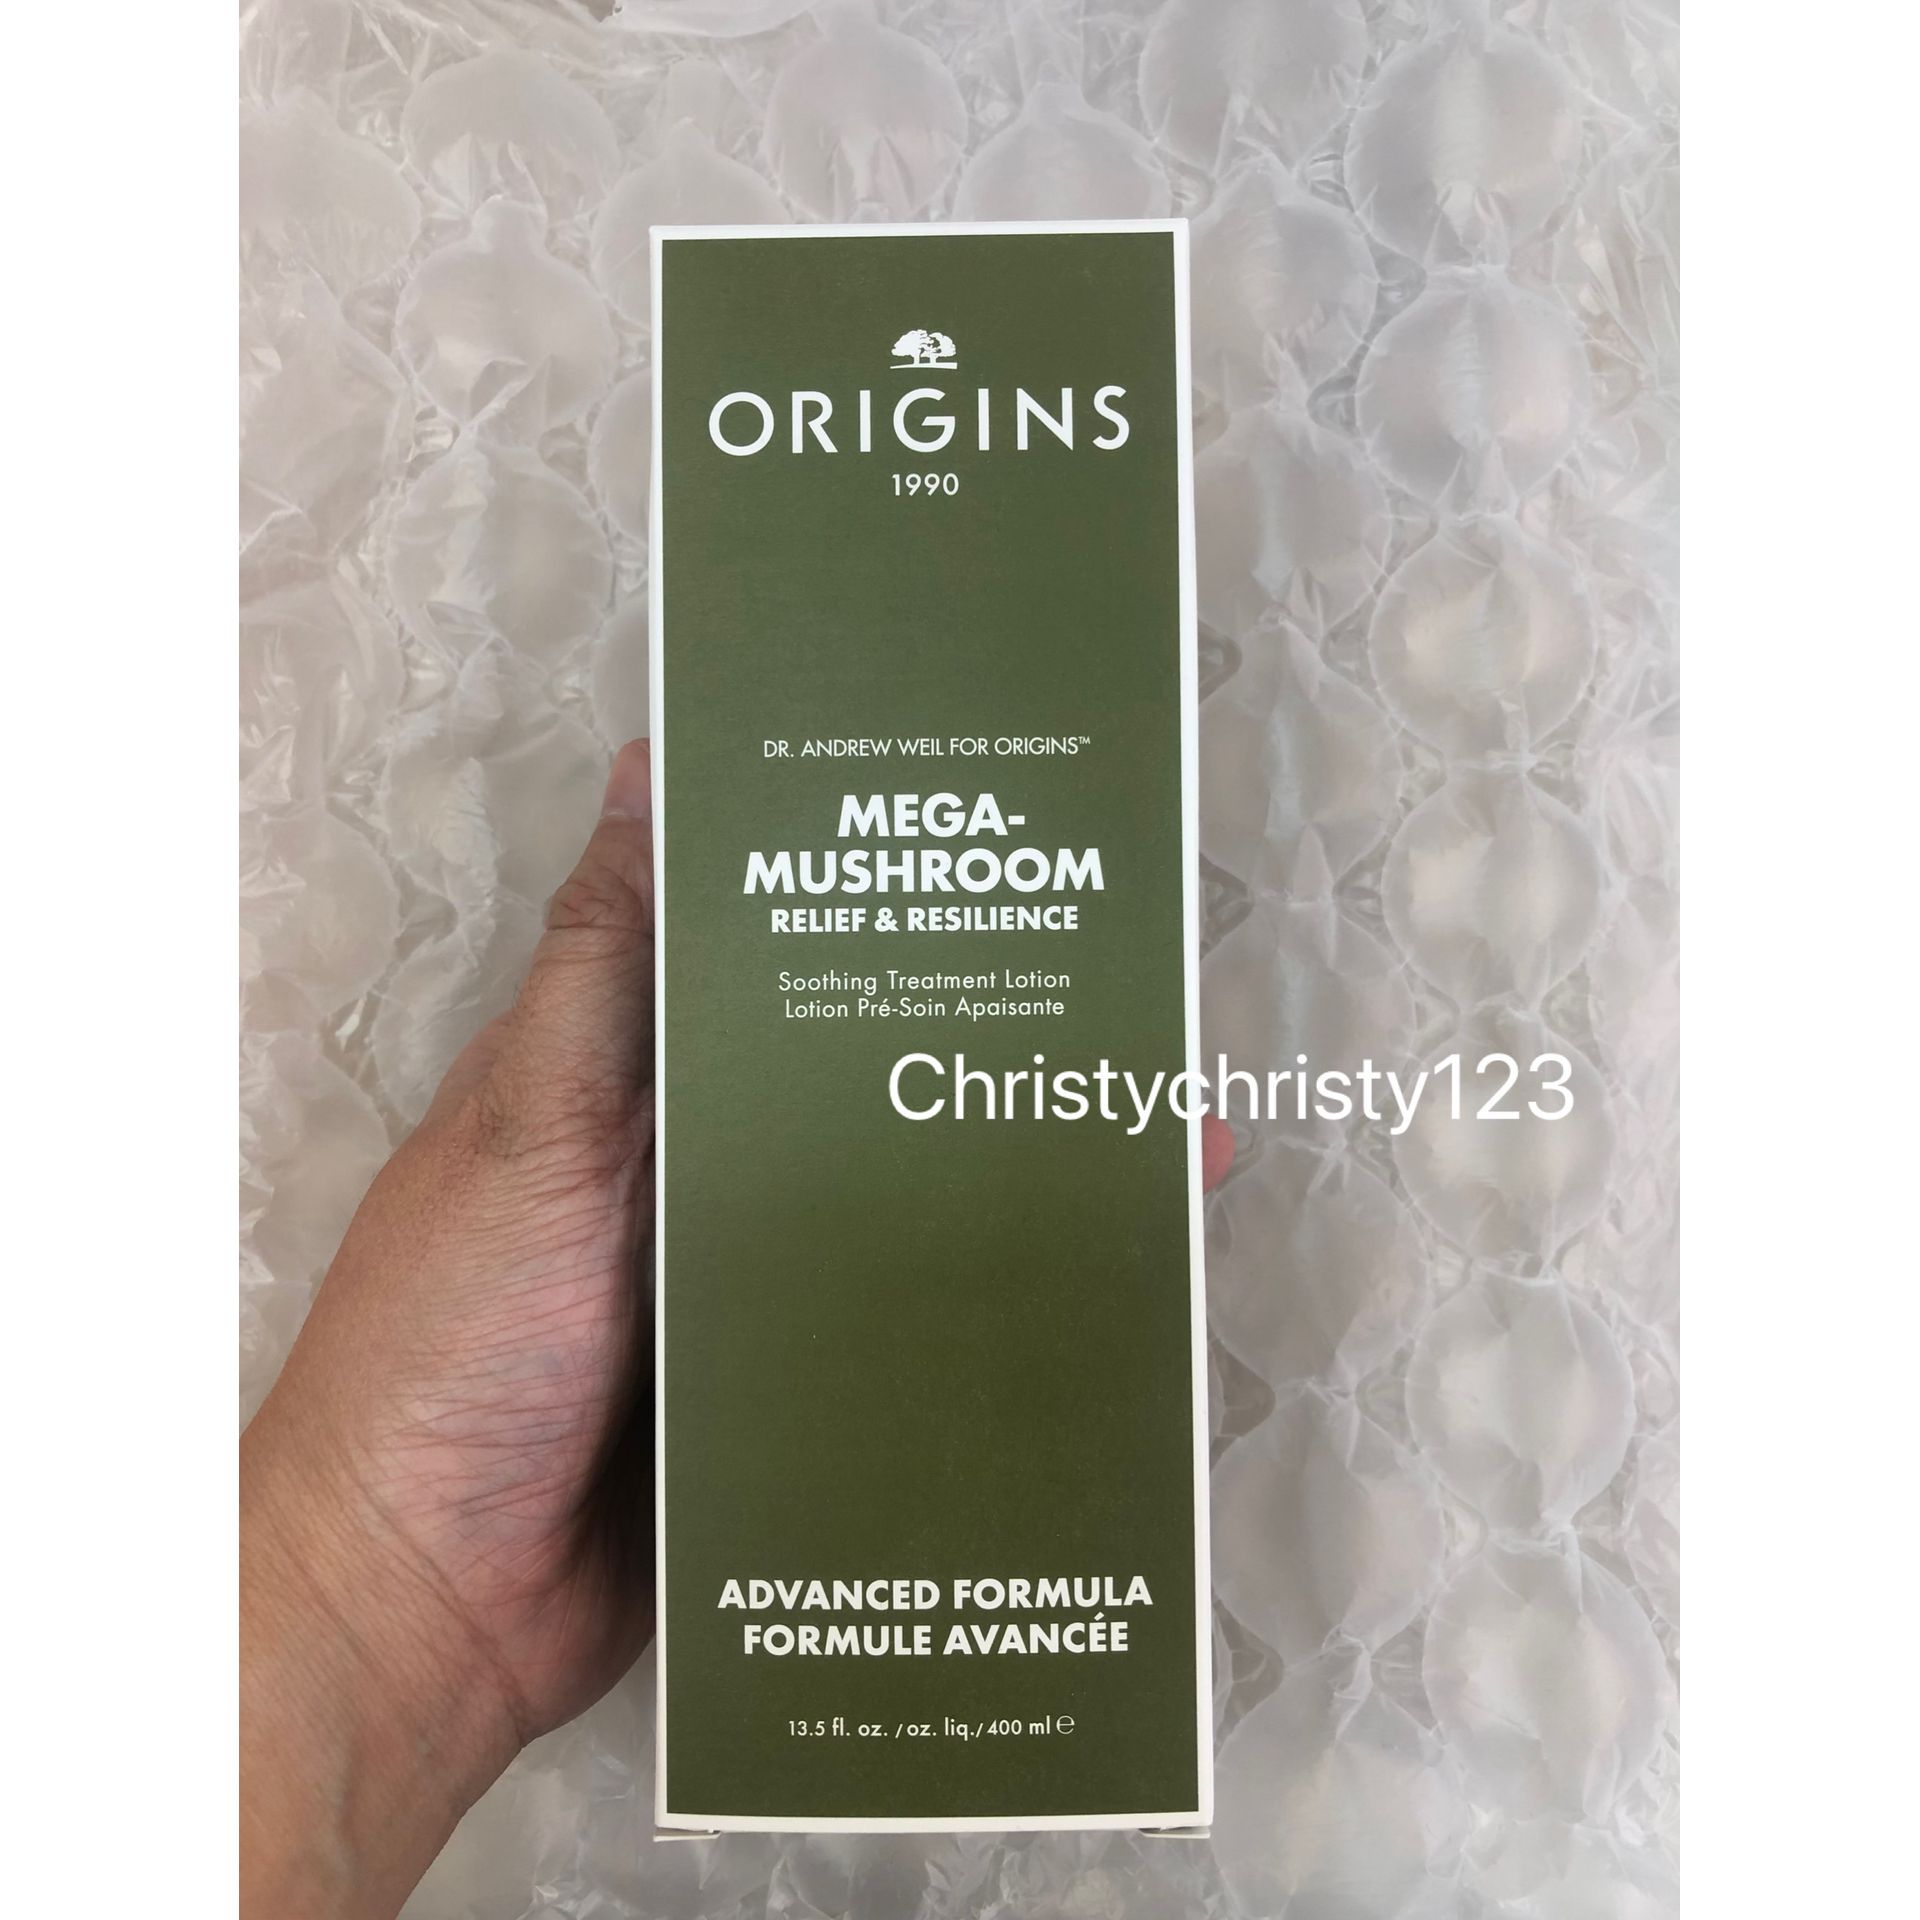 ORIGINS
1990
DR. ANDREW WEIL FOR ORIGINS™
MEGA-
MUSHROOM
RELIEF & RESILIENCE
Soothing Treatment Lotion
Lotion Pré-Soin Apaisante
Christychristy123
ADVANCED FORMULA
FORMULE AVANCÉE
13.5 fl. oz. / oz. liq./ 400 ml ℮